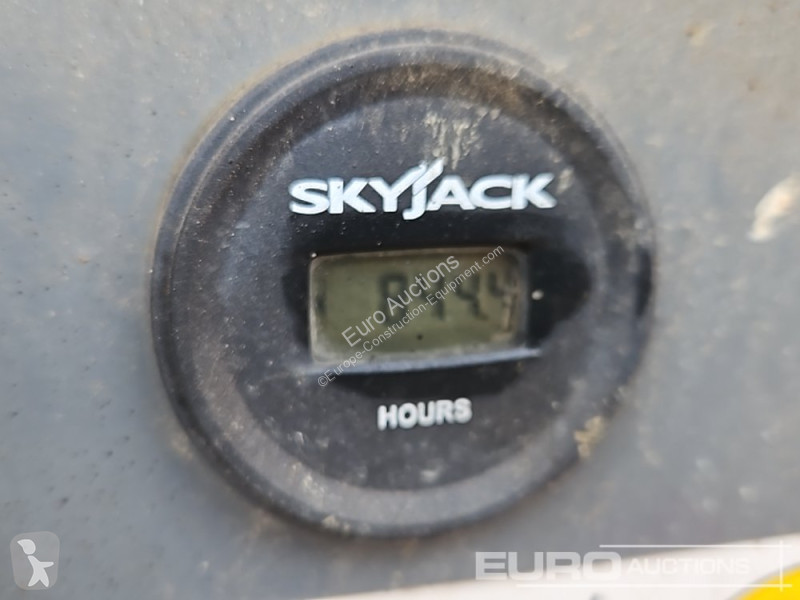 SKYJACK
Euro Auctions
©Europe-Construction-Equipment.com
HOURS
EURO AUCTIONS